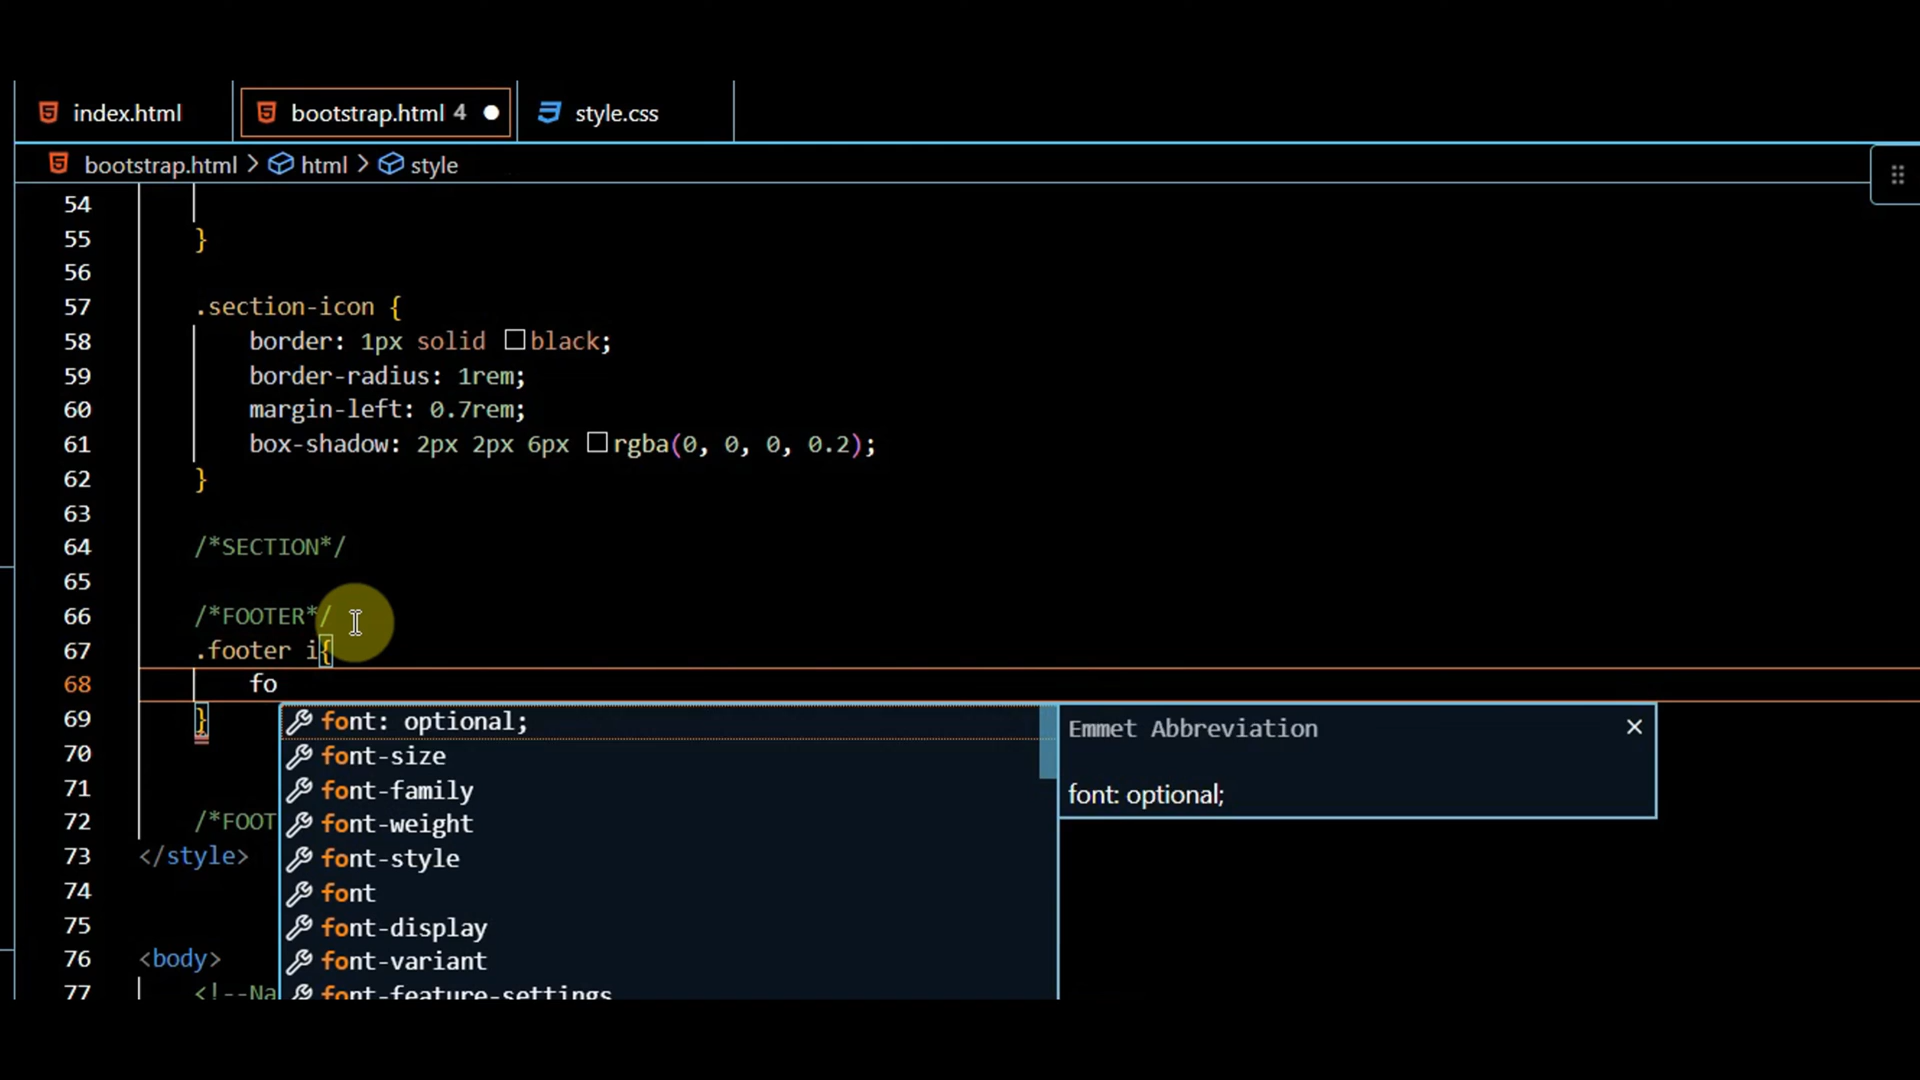 index.html
bootstrap.html 4
style.css
bootstrap.html > html > style
54
55 }
56
57 .section-icon {
58 border: 1px solid black;
59 border-radius: 1rem;
60 margin-left: 0.7rem;
61 box-shadow: 2px 2px 6px rgba(0, 0, 0, 0.2);
62 }
63
64 /*SECTION*/
65
66 /*FOOTER*/
67 .footer i{
68 fo
69 }
70
71
72 /*FOOT
73 </style>
74
75
76 <body>
77 <!--Na
font: optional;
font-size
font-family
font-weight
font-style
font
font-display
font-variant
font-feature-settings
Emmet Abbreviation
font: optional;